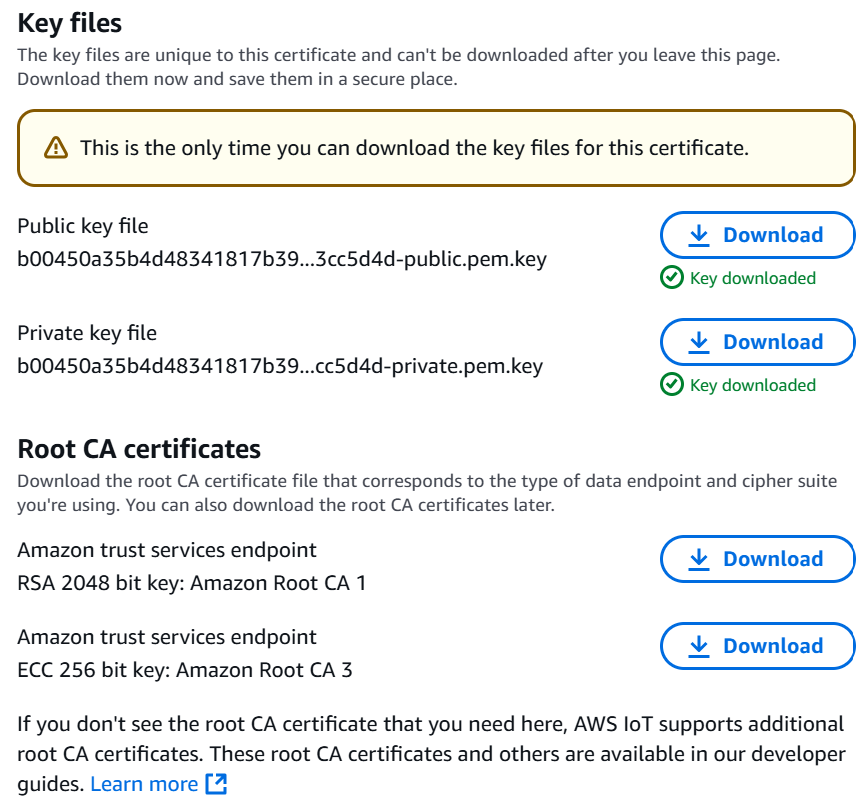 Key files
The key files are unique to this certificate and can't be downloaded after you leave this page.
Download them now and save them in a secure place.
This is the only time you can download the key files for this certificate.
Public key file
Download
b00450a35b4d48341817b39...3cc5d4d-public.pem.key
Key downloaded
Private key file
Download
b00450a35b4d48341817b39...cc5d4d-private.pem.key
Key downloaded
Root CA certificates
Download the root CA certificate file that corresponds to the type of data endpoint and cipher suite
you're using. You can also download the root CA certificates later.
Amazon trust services endpoint
Download
RSA 2048 bit key: Amazon Root CA 1
Amazon trust services endpoint
Download
ECC 256 bit key: Amazon Root CA 3
If you don't see the root CA certificate that you need here, AWS IoT supports additional
root CA certificates. These root CA certificates and others are available in our developer
guides. Learn more